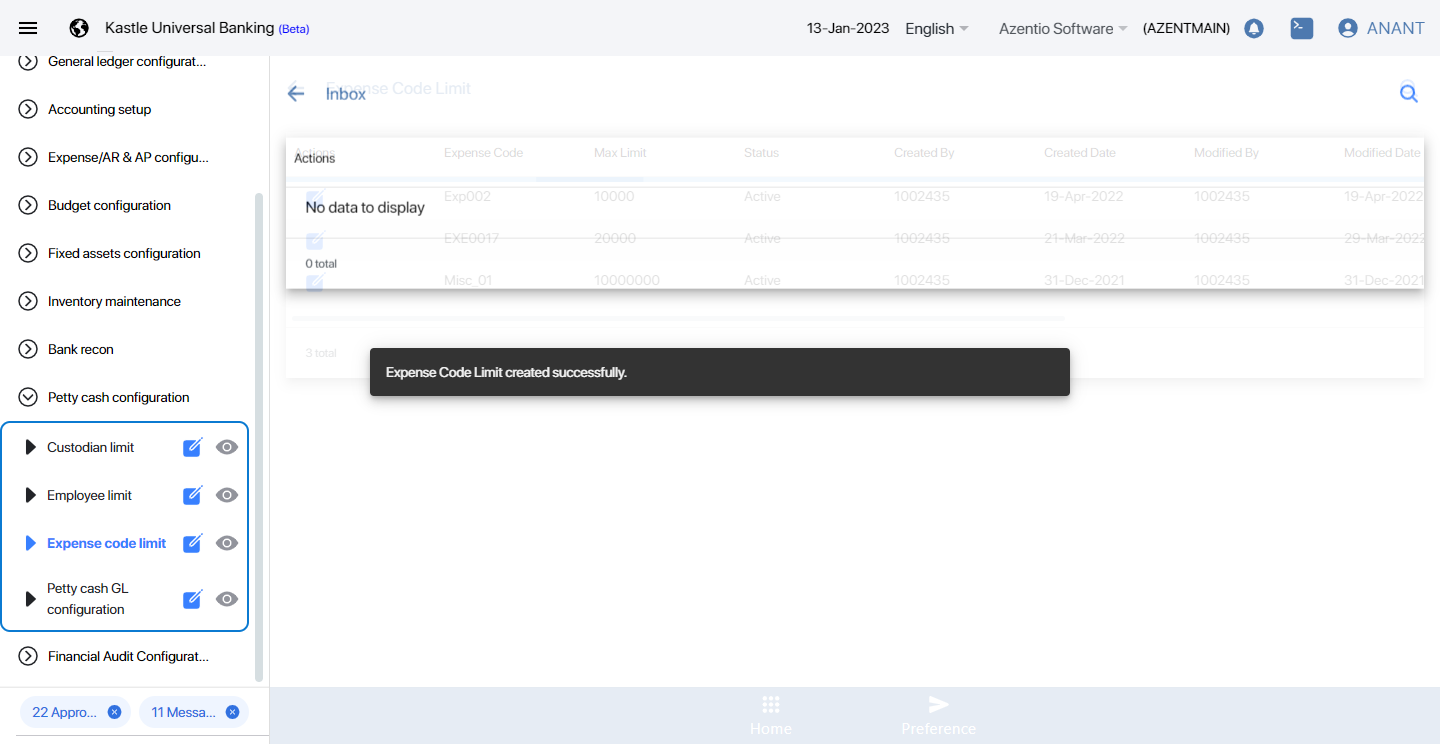 Kastle Universal Banking (Beta)
13-Jan-2023 English Azentio Software (AZENTMAIN) ANANT
General ledger configurat...
Accounting setup
Expense/AR & AP configu...
Budget configuration
Fixed assets configuration
Inventory maintenance
Bank recon
Petty cash configuration
Custodian limit
Employee limit
Expense code limit
Petty cash GL
configuration
Financial Audit Configurat...
22 Appro... 11 Messa...
Expense Code Limit
Inbox
Actions Expense Code Max Limit Status Created By Created Date Modified By Modified Date
Actions
Exp002 10000 Active 1002435 19-Apr-2022 1002435 19-Apr-2022
No data to display
EXE0017 20000 Active 1002435 21-Mar-2022 1002435 29-Mar-2022
0 total
Misc_01 10000000 Active 1002435 31-Dec-2021 1002435 31-Dec-2021
3 total
Expense Code Limit created successfully.
Home Preference